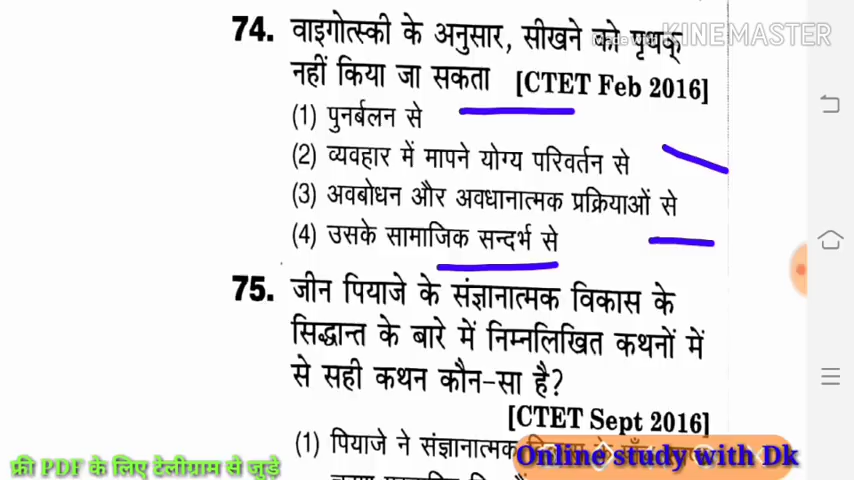 74. वाइगोत्स्की के अनुसार, सीखने को पृथक्
Made with KINEMASTER
नहीं किया जा सकता [CTET Feb 2016]
(1) पुनर्बलन से
(2) व्यवहार में मापने योग्य परिवर्तन से
(3) अवबोधन और अवधानात्मक प्रक्रियाओं से
(4) उसके सामाजिक सन्दर्भ से
75. जीन पियाजे के संज्ञानात्मक विकास के
सिद्धान्त के बारे में निम्नलिखित कथनों में
से सही कथन कौन-सा है?
[CTET Sept 2016]
(1) पियाजे ने संज्ञानात्मक
Online study with Dk
फ्री PDF के लिए टेलीग्राम से जुड़े